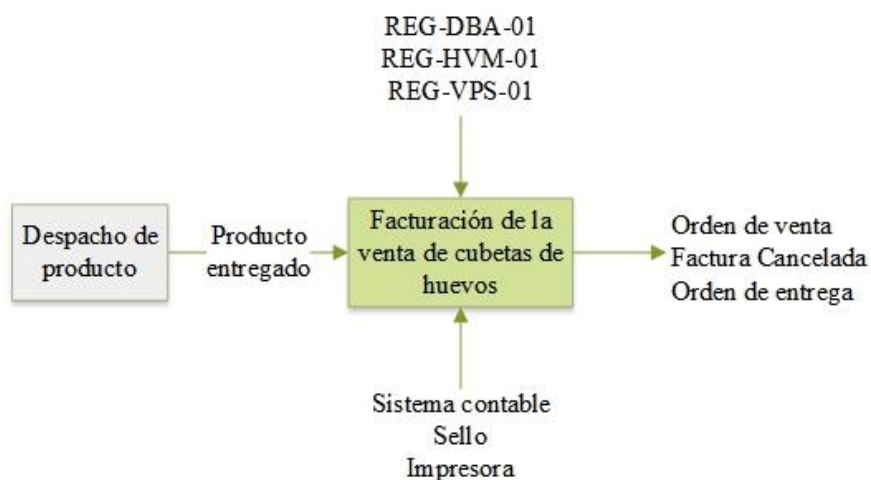 REG-DBA-01
REG-HVM-01
REG-VPS-01
Despacho de
producto
Producto
entregado
Facturación de la
venta de cubetas de
huevos
Orden de venta
Factura Cancelada
Orden de entrega
Sistema contable
Sello
Impresora